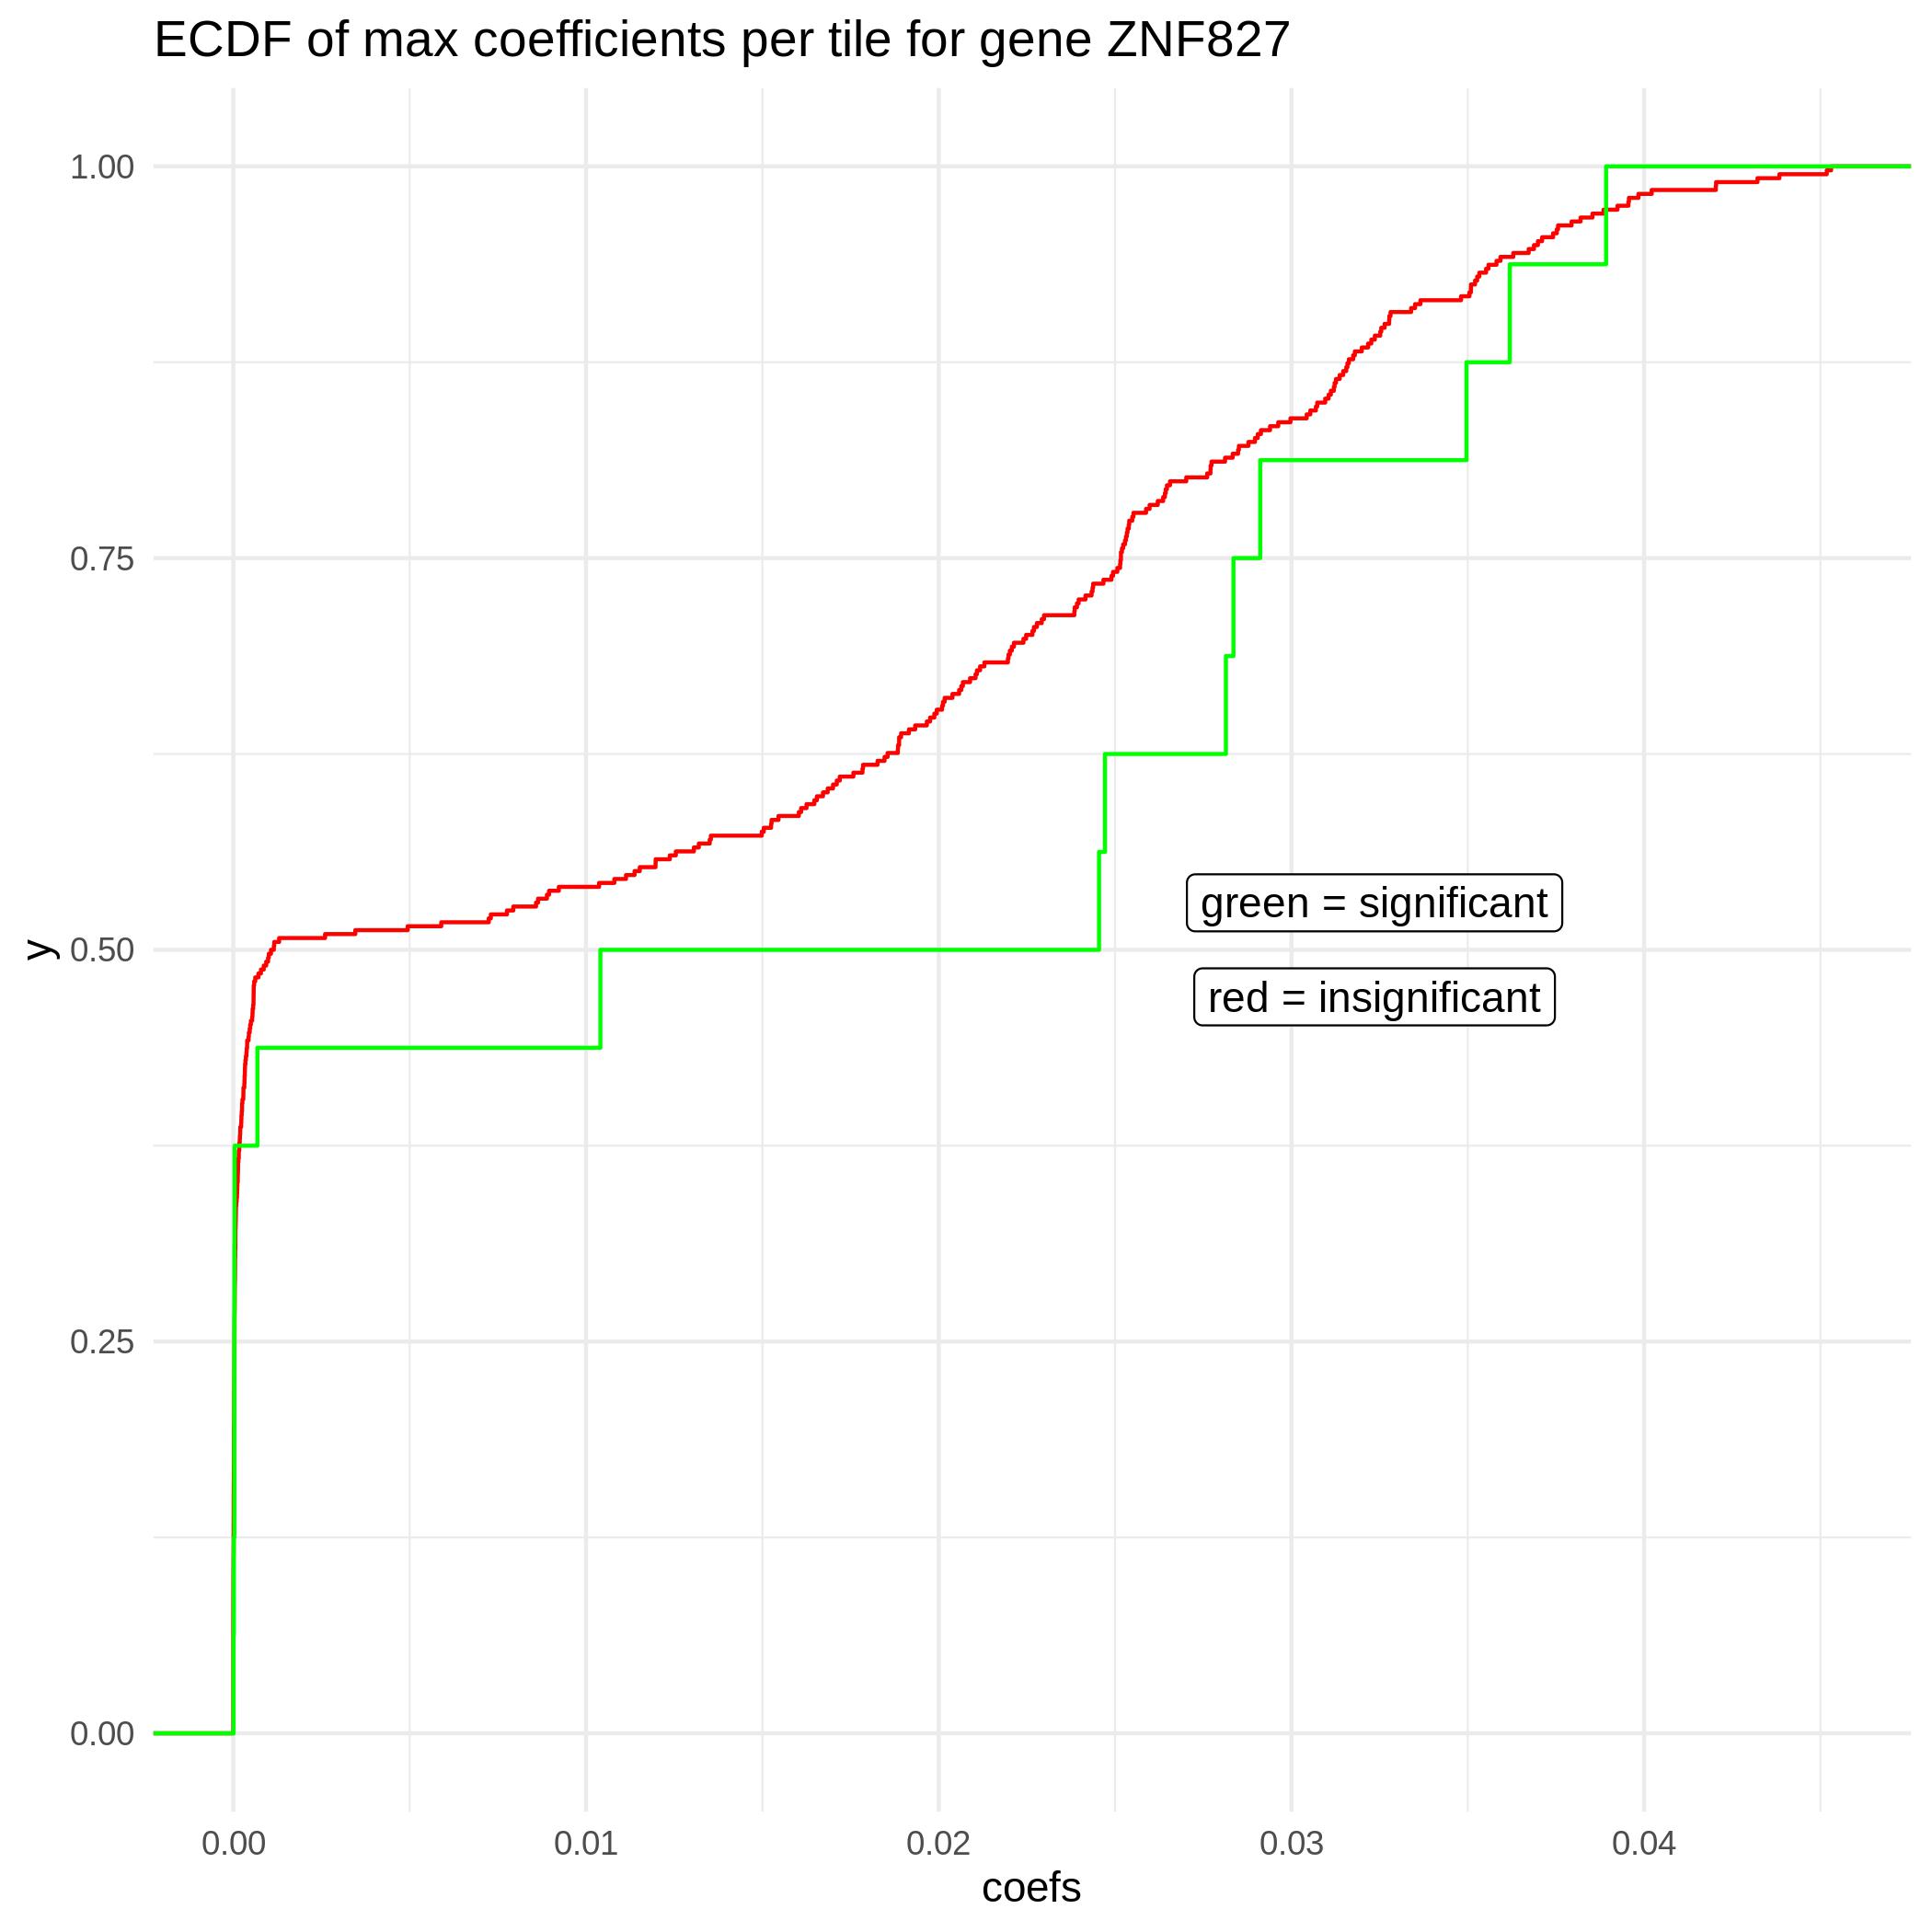 ECDF of max coefficients per tile for gene ZNF827
1.00
0.75
0.50
0.25
0.00
y
green = significant
red = insignificant
0.00 0.01 0.02 0.03 0.04
coefs